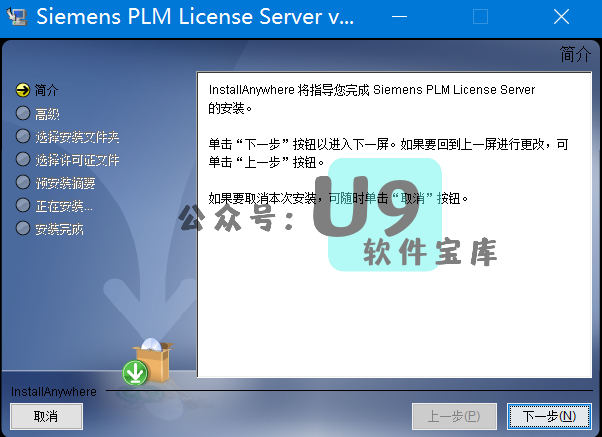 Siemens PLM License Server v...
简介
简介
高级
选择安装文件夹
选择许可证文件
预安装摘要
正在安装...
安装完成
InstallAnywhere 将指导您完成 Siemens PLM License Server
的安装。
单击“下一步”按钮以进入下一屏。如果要回到上一屏进行更改，可
单击“上一步”按钮。
如果要取消本次安装，可随时单击“取消”按钮。
公众号：U9
软件宝库
InstallAnywhere
取消
上一步(P)
下一步(N)